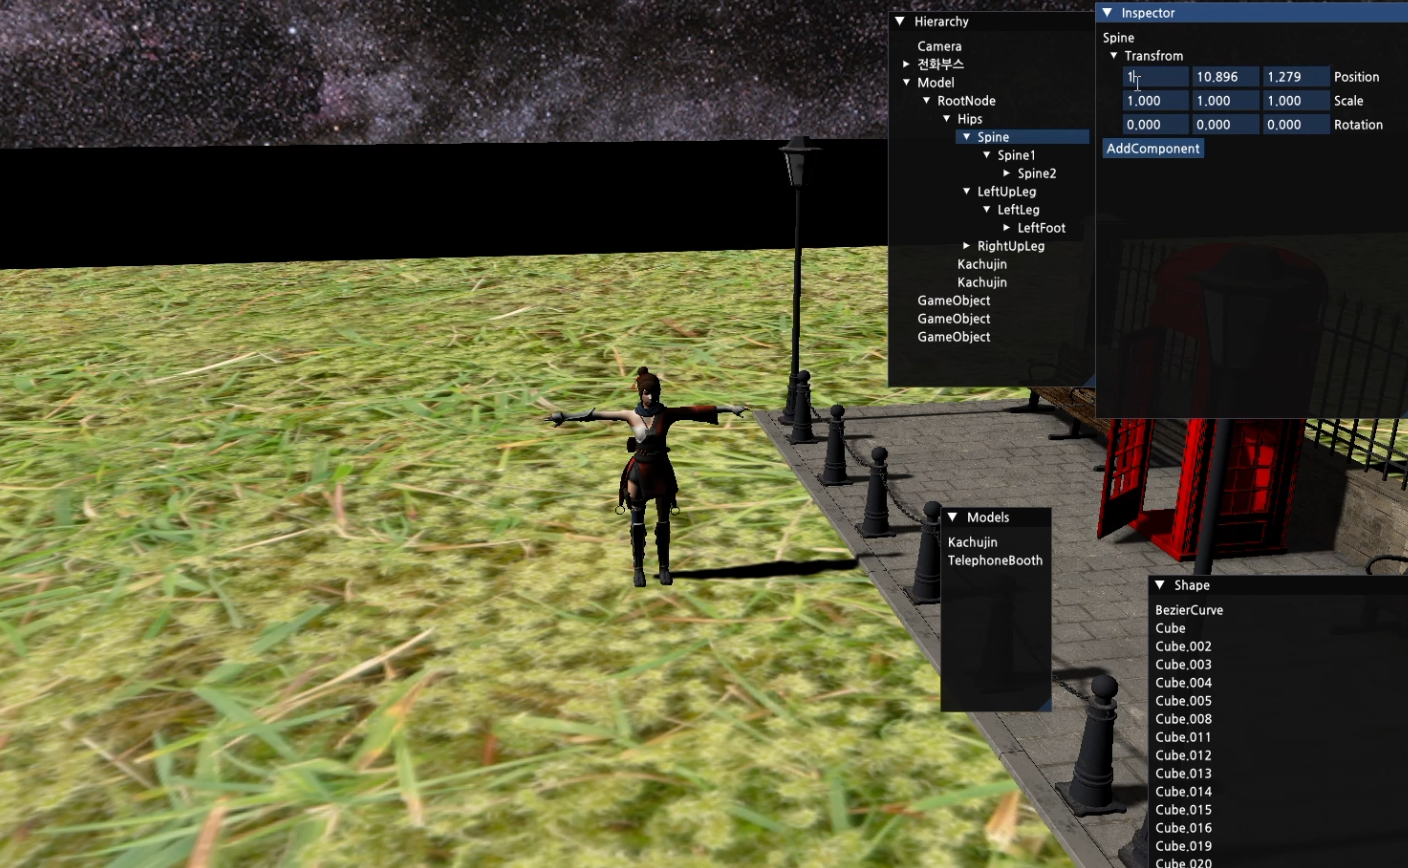 Hierarchy
Camera
전화부스
Model
RootNode
Hips
Spine
Spine1
Spine2
LeftUpLeg
LeftLeg
LeftFoot
RightUpLeg
Kachujin
Kachujin
GameObject
GameObject
GameObject
Inspector
Spine
Transfrom
1 10.896 1.279 Position
1.000 1.000 1.000 Scale
0.000 0.000 0.000 Rotation
AddComponent
Models
Kachujin
TelephoneBooth
Shape
BezierCurve
Cube
Cube.002
Cube.003
Cube.004
Cube.005
Cube.008
Cube.011
Cube.012
Cube.013
Cube.014
Cube.015
Cube.016
Cube.019
Cube.020